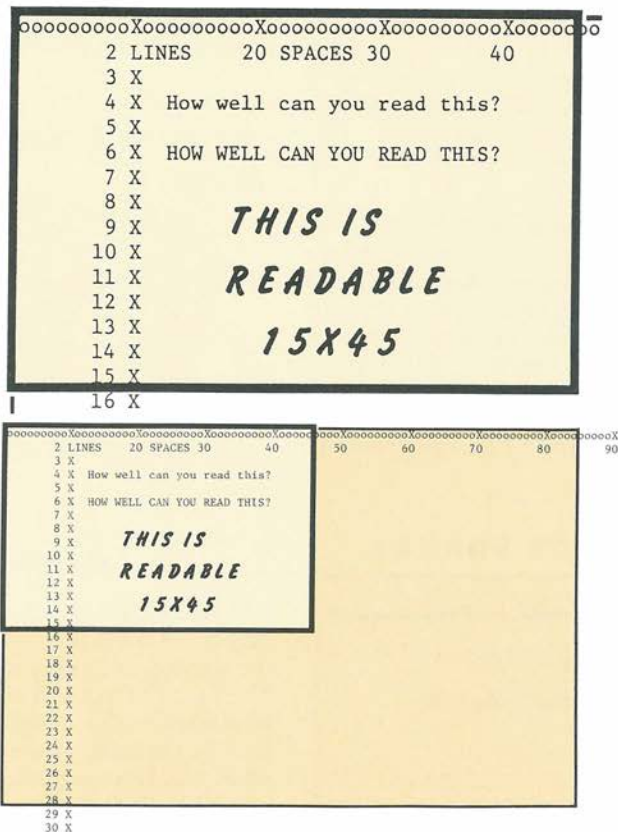 oooooooooXoooooooooXoooooooooXoooooooooXooooooo
2 LINES 20 SPACES 30 40
3 X
4 X How well can you read this?
5 X
6 X HOW WELL CAN YOU READ THIS?
7 X
8 X
9 X THIS IS
10 X
11 X READABLE
12 X
13 X
14 X 15X45
15 X
16 X
oooooooooXoooooooooXoooooooooXoooooooooXoooooooooXoooooooooXoooooooooXoooooooooXoooooooooX
2 LINES 20 SPACES 30 40 50 60 70 80 90
3 X
4 X How well can you read this?
5 X
6 X HOW WELL CAN YOU READ THIS?
7 X
8 X
9 X THIS IS
10 X
11 X READABLE
12 X
13 X
14 X 15X45
15 X
16 X
17 X
18 X
19 X
20 X
21 X
22 X
23 X
24 X
25 X
26 X
27 X
28 X
29 X
30 X